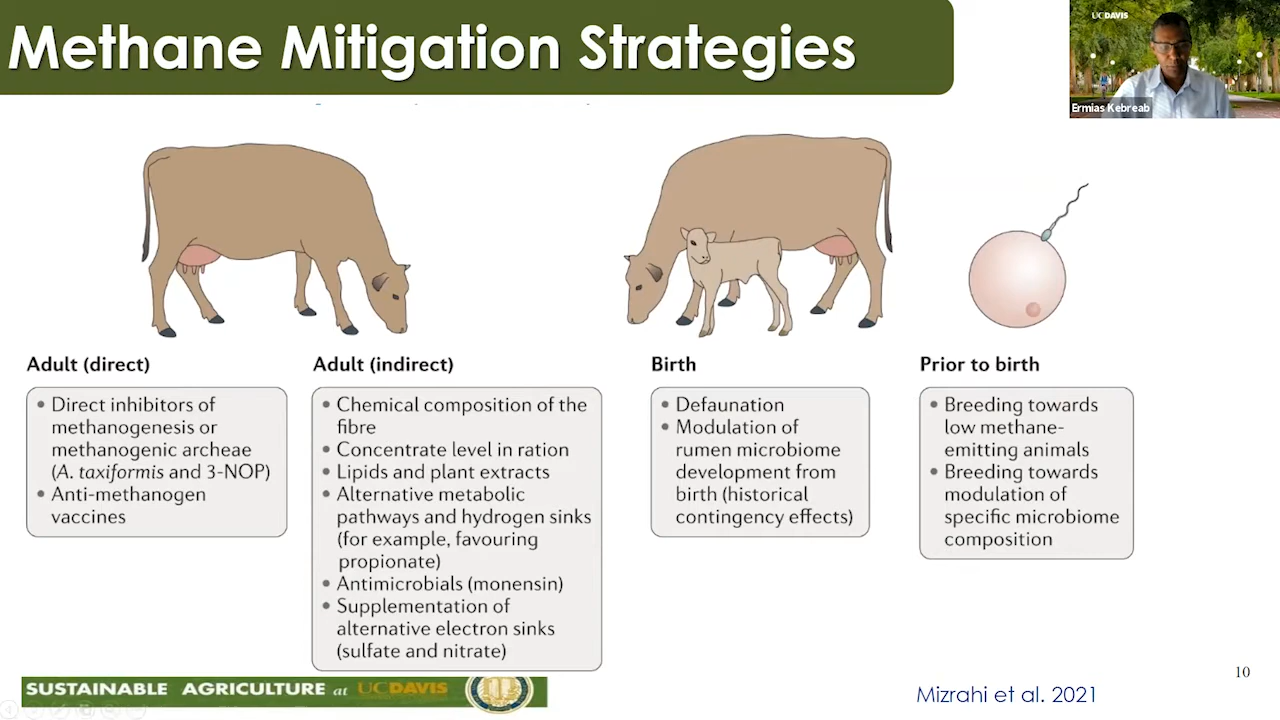 Methane Mitigation Strategies
UCDAVIS
Ermias Kebreab
Adult (direct)
• Direct inhibitors of
methanogenesis or
methanogenic archeae
(A. taxiformis and 3-NOP)
• Anti-methanogen
vaccines
Adult (indirect)
• Chemical composition of the
fibre
• Concentrate level in ration
• Lipids and plant extracts
• Alternative metabolic
pathways and hydrogen sinks
(for example, favouring
propionate)
• Antimicrobials (monensin)
• Supplementation of
alternative electron sinks
(sulfate and nitrate)
Birth
• Defaunation
• Modulation of
rumen microbiome
development from
birth (historical
contingency effects)
Prior to birth
• Breeding towards
low methane-
emitting animals
• Breeding towards
modulation of
specific microbiome
composition
SUSTAINABLE AGRICULTURE at UCDAVIS
Mizrahi et al. 2021
10